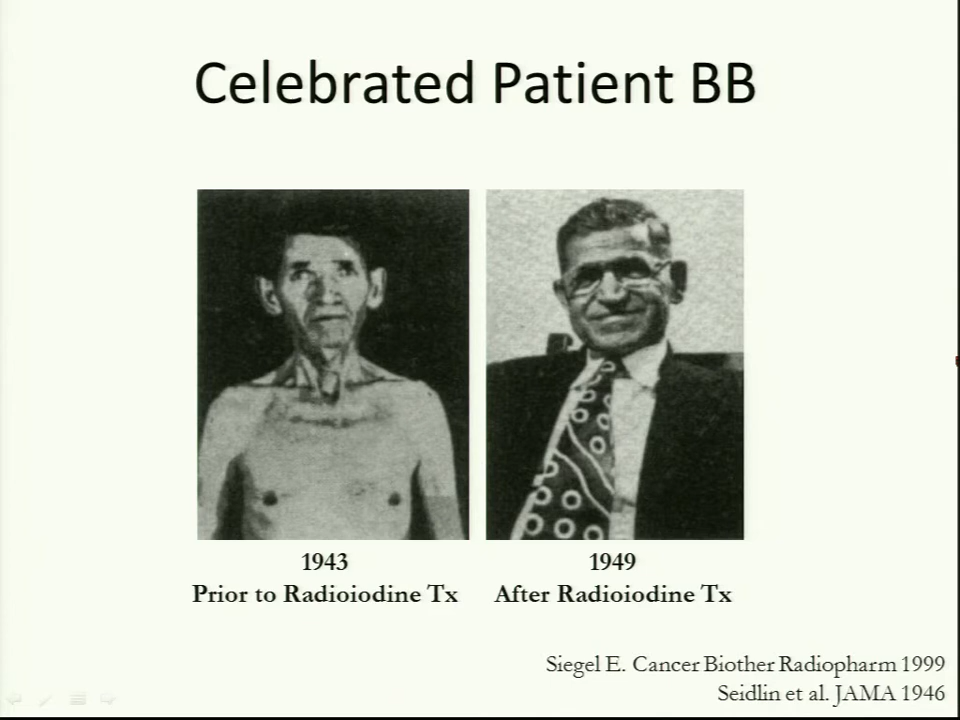 Celebrated Patient BB
1943
Prior to Radioiodine Tx
1949
After Radioiodine Tx
Siegel E. Cancer Biother Radiopharm 1999
Seidlin et al. JAMA 1946